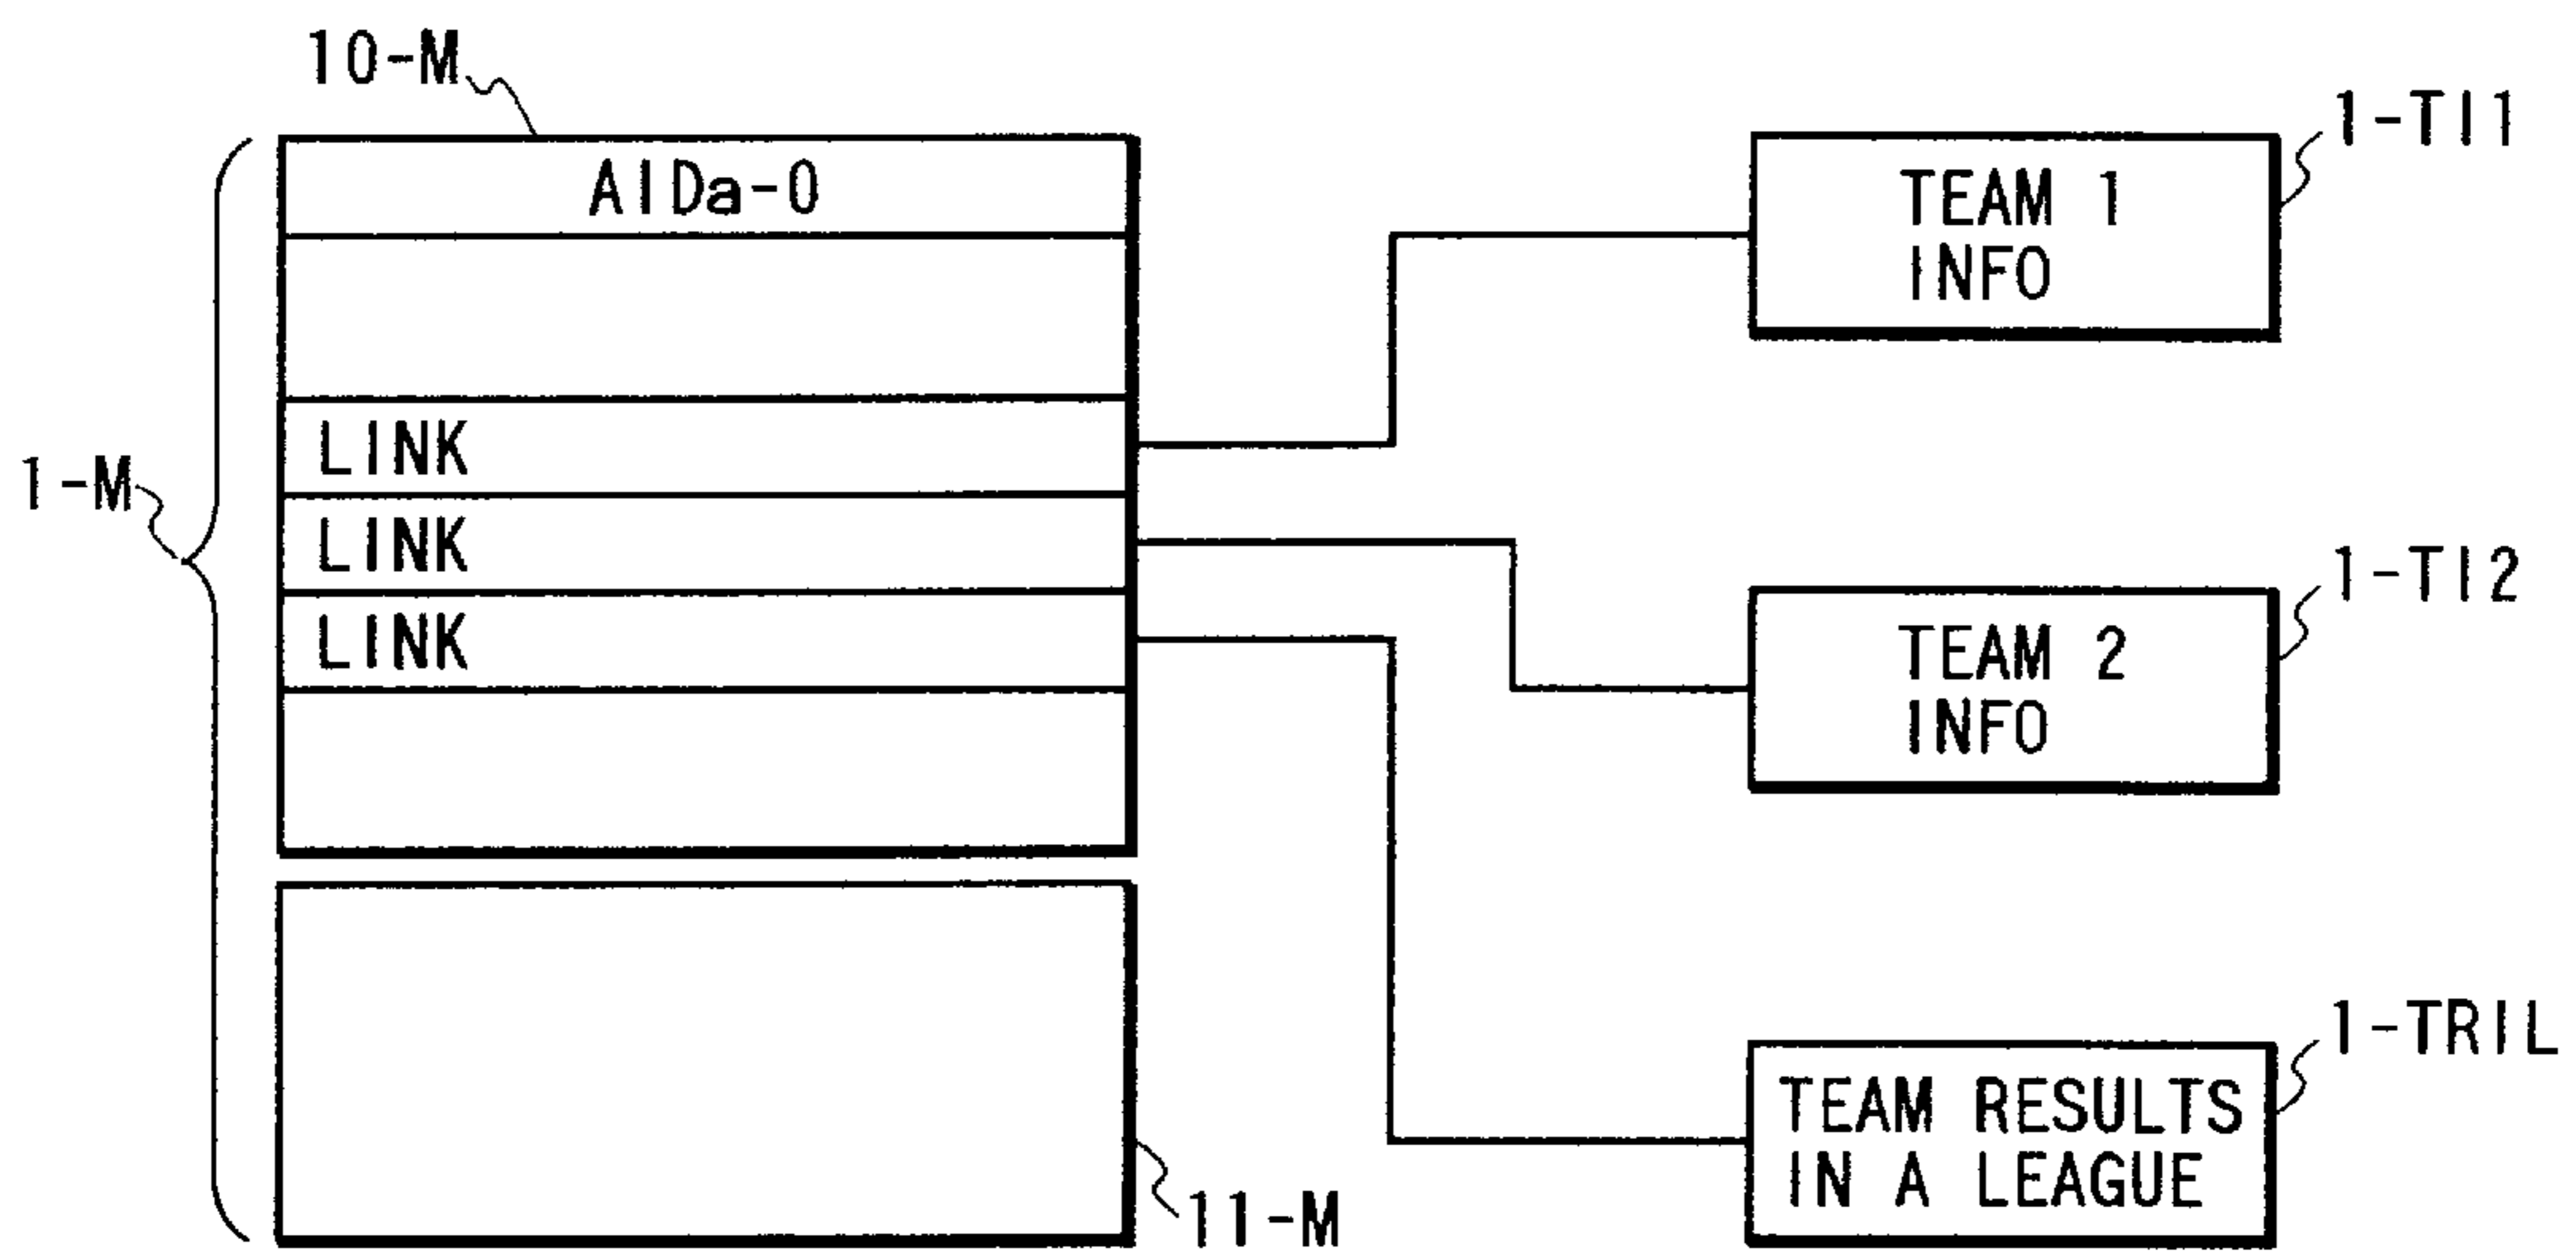 10-M
AIDa-0
LINK
LINK
LINK
1-M
11-M
1-TI1
TEAM 1
INFO
1-TI2
TEAM 2
INFO
1-TRIL
TEAM RESULTS
IN A LEAGUE